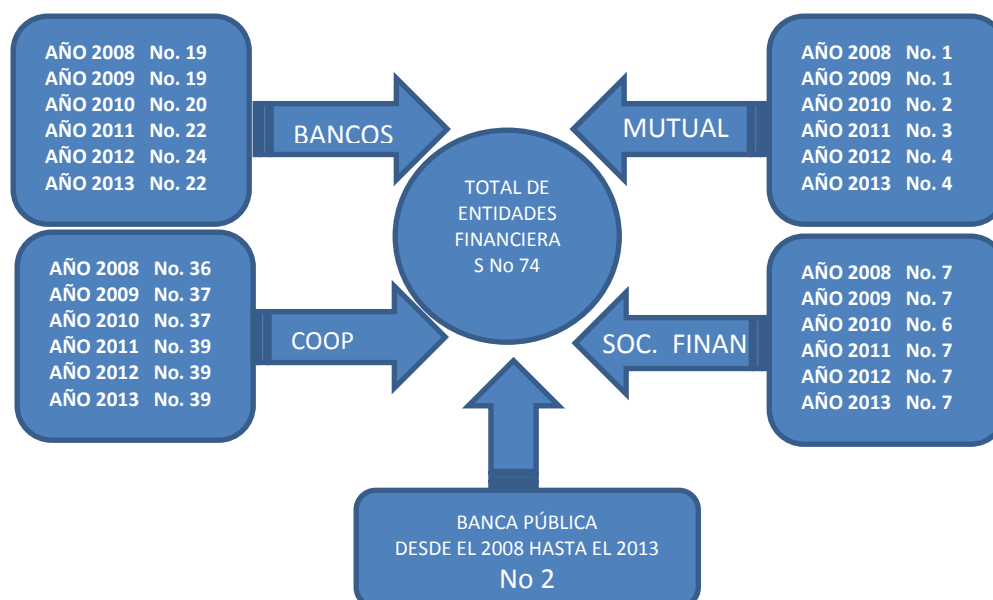 AÑO 2008 No. 19
AÑO 2009 No. 19
AÑO 2010 No. 20
AÑO 2011 No. 22
AÑO 2012 No. 24
AÑO 2013 No. 22
BANCOS
MUTUAL
AÑO 2008 No. 1
AÑO 2009 No. 1
AÑO 2010 No. 2
AÑO 2011 No. 3
AÑO 2012 No. 4
AÑO 2013 No. 4
TOTAL DE
ENTIDADES
FINANCIERA
S No 74
AÑO 2008 No. 36
AÑO 2009 No. 37
AÑO 2010 No. 37
AÑO 2011 No. 39
AÑO 2012 No. 39
AÑO 2013 No. 39
COOP
SOC. FINAN
AÑO 2008 No. 7
AÑO 2009 No. 7
AÑO 2010 No. 6
AÑO 2011 No. 7
AÑO 2012 No. 7
AÑO 2013 No. 7
BANCA PÚBLICA
DESDE EL 2008 HASTA EL 2013
No 2